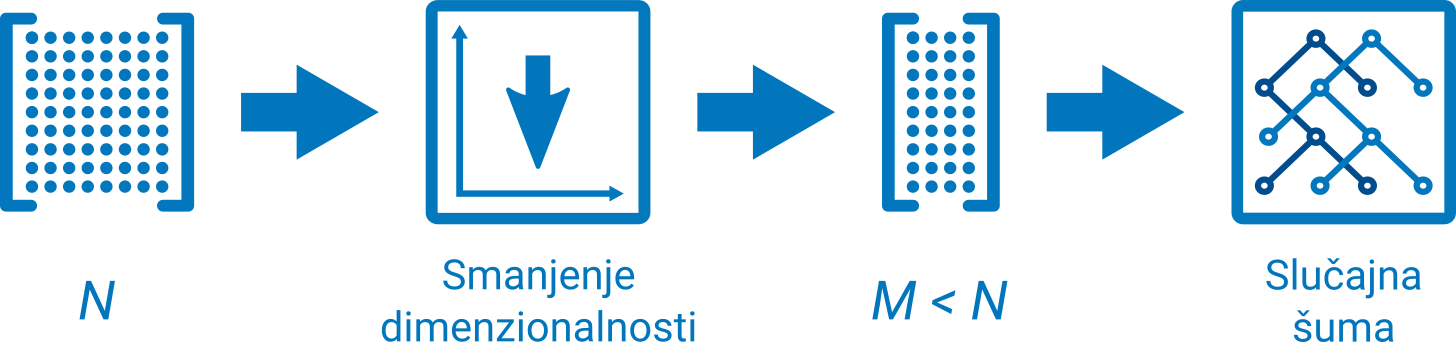 N
Smanjenje
dimenzionalnosti
M < N
Slučajna
šuma